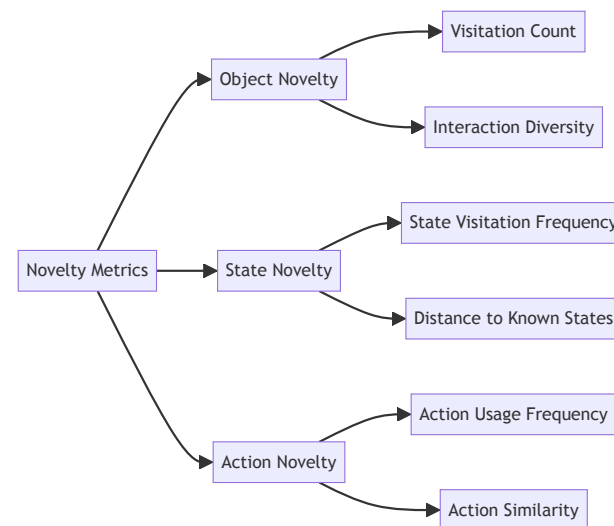 Visitation Count
Object Novelty
Interaction Diversity
State Visitation Frequency
Novelty Metrics
State Novelty
Distance to Known States
Action Usage Frequency
Action Novelty
Action Similarity